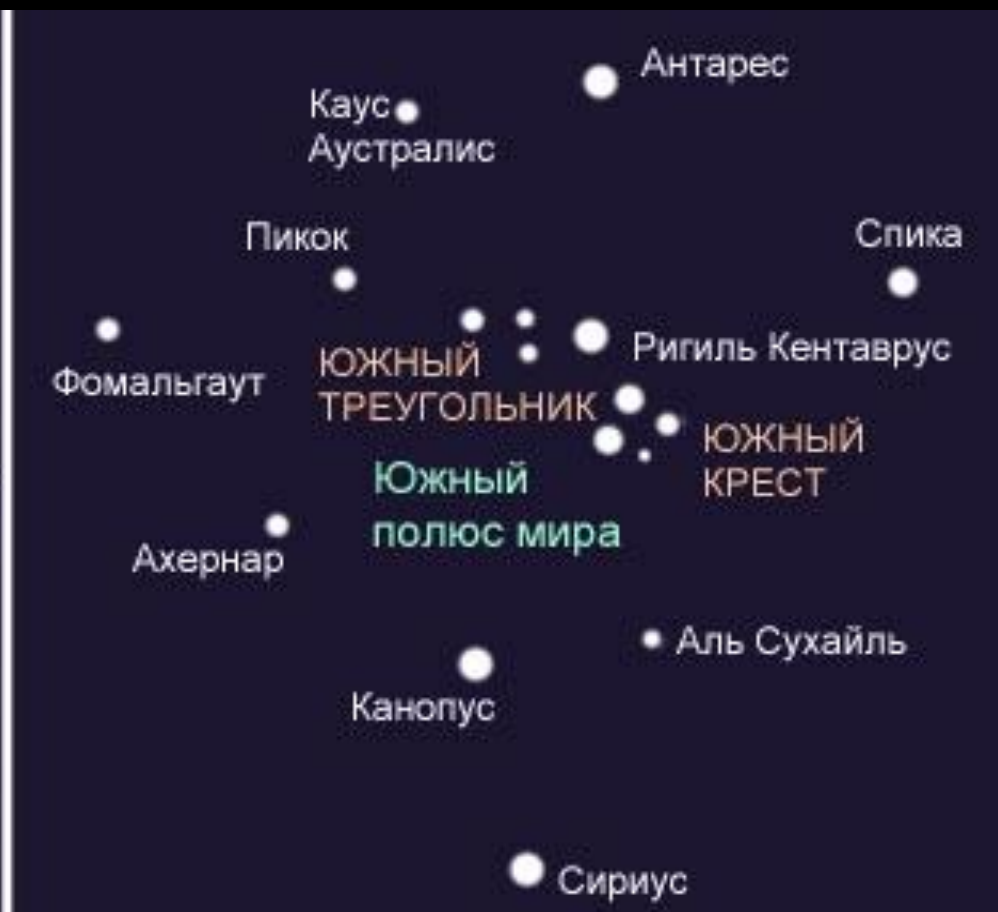 Антарес
Каус
Аустралис
Пикок
Спика
Ригиль Кентаврус
Фомальгаут
ЮЖНЫЙ
ТРЕУГОЛЬНИК
ЮЖНЫЙ
КРЕСТ
Южный
полюс мира
Ахернар
Аль Сухайль
Канопус
Сириус